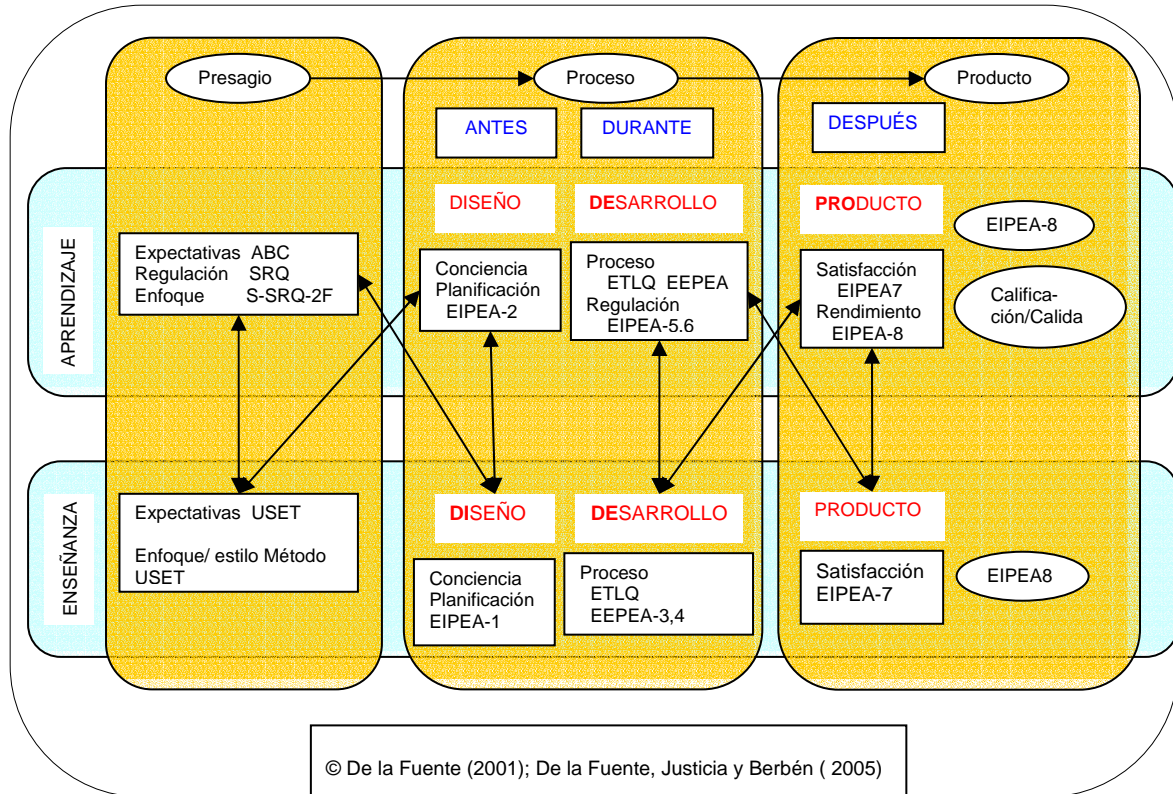 Presagio
Proceso
Producto
ANTES
DURANTE
DESPUÉS
APRENDIZAJE
DISEÑO
DESARROLLO
PRODUCTO
EIPEA-8
Expectativas ABC
Regulación SRQ
Enfoque S-SRQ-2F
Conciencia
Planificación
EIPEA-2
Proceso
ETLQ EEPEA
Regulación
EIPEA-5.6
Satisfacción
EIPEA7
Rendimiento
EIPEA-8
Califica-
ción/Calida
ENSEÑANZA
Expectativas USET
Enfoque/ estilo Método
USET
DISEÑO
DESARROLLO
PRODUCTO
Conciencia
Planificación
EIPEA-1
Proceso
ETLQ
EEPEA-3,4
Satisfacción
EIPEA-7
EIPEA8
© De la Fuente (2001); De la Fuente, Justicia y Berbén ( 2005)